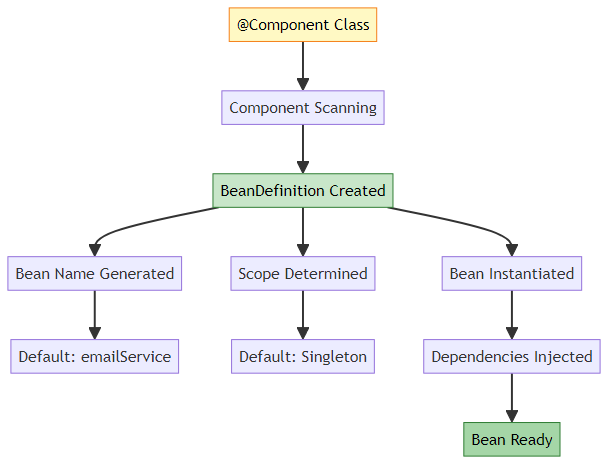 @Component Class
Component Scanning
BeanDefinition Created
Bean Name Generated
Scope Determined
Bean Instantiated
Default: emailService
Default: Singleton
Dependencies Injected
Bean Ready